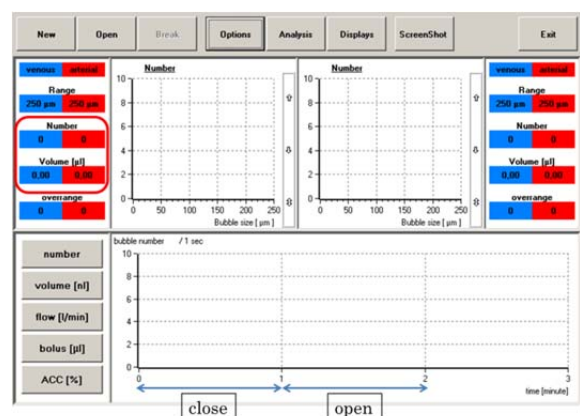 New Open Break Options Analysis Displays ScreenShot Exit
venous arterial
Range
250 µm 250 µm
Number
0 0
Volume [µl]
0,00 0,00
overrange
0 0
Number
10
8
6
4
2
0
0 50 100 150 200 250
Bubble size [ µm ]
Number
10
8
6
4
2
0
0 50 100 150 200 250
Bubble size [ µm ]
venous arterial
Range
250 µm 250 µm
Number
0 0
Volume [µl]
0,00 0,00
overrange
0 0
number
volume [nl]
flow [l/min]
bolus [µl]
ACC [%]
bubble number / 1 sec
10
8
6
4
2
0
0 1 2 3
time [minute]
close open